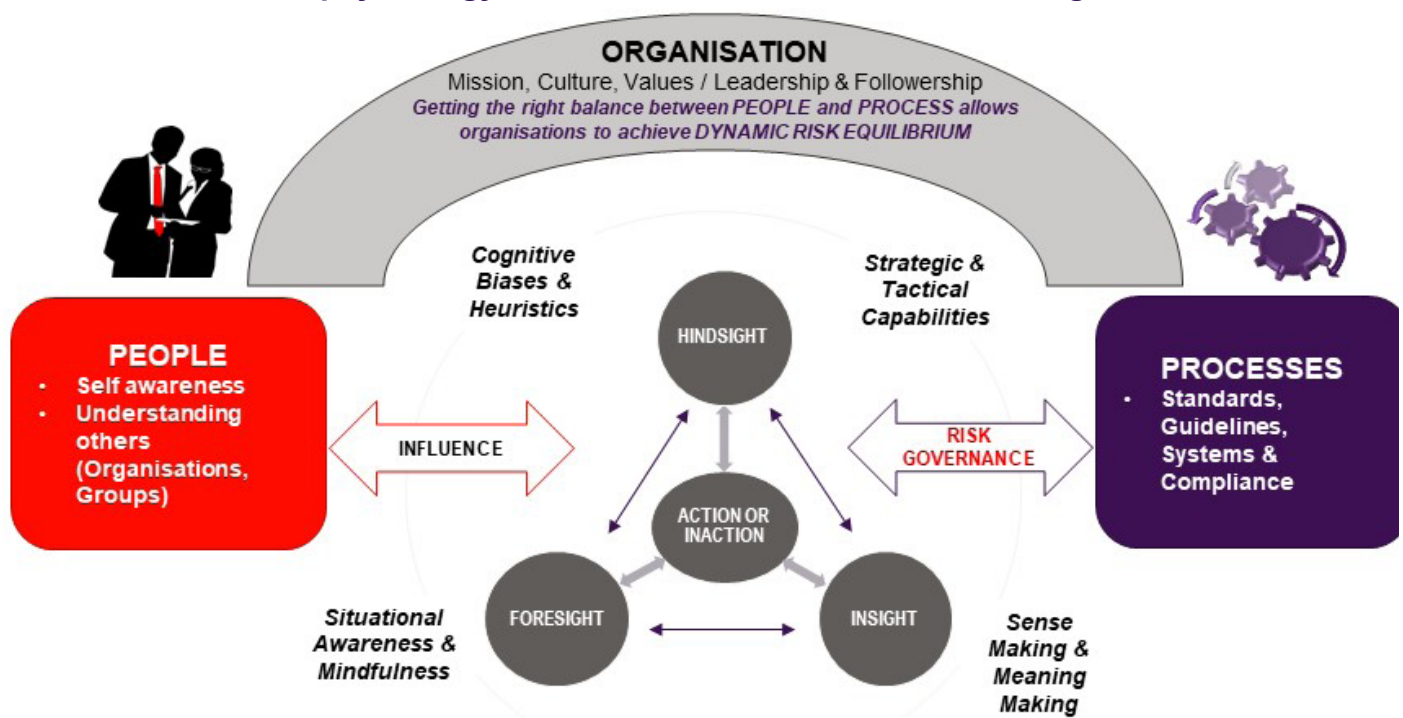 ORGANISATION
Mission, Culture, Values / Leadership & Followership
Getting the right balance between PEOPLE and PROCESS allows
organisations to achieve DYNAMIC RISK EQUILIBRIUM
Cognitive
Biases &
Heuristics
Strategic &
Tactical
Capabilities
HINDSIGHT
PEOPLE
• Self awareness
• Understanding
others
(Organisations,
Groups)
INFLUENCE
RISK
GOVERNANCE
PROCESSES
• Standards,
Guidelines,
Systems &
Compliance
ACTION OR
INACTION
FORESIGHT
INSIGHT
Situational
Awareness &
Mindfulness
Sense
Making &
Meaning
Making